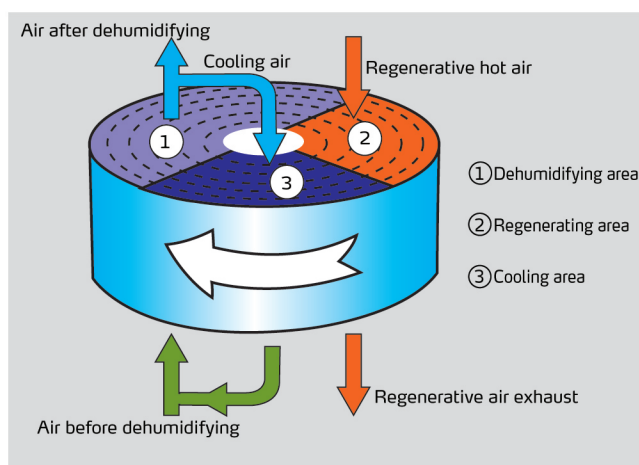 Air after dehumidifying
Cooling air
Regenerative hot air
1
2
3
①Dehumidifying area
②Regenerating area
③Cooling area
Regenerative air exhaust
Air before dehumidifying